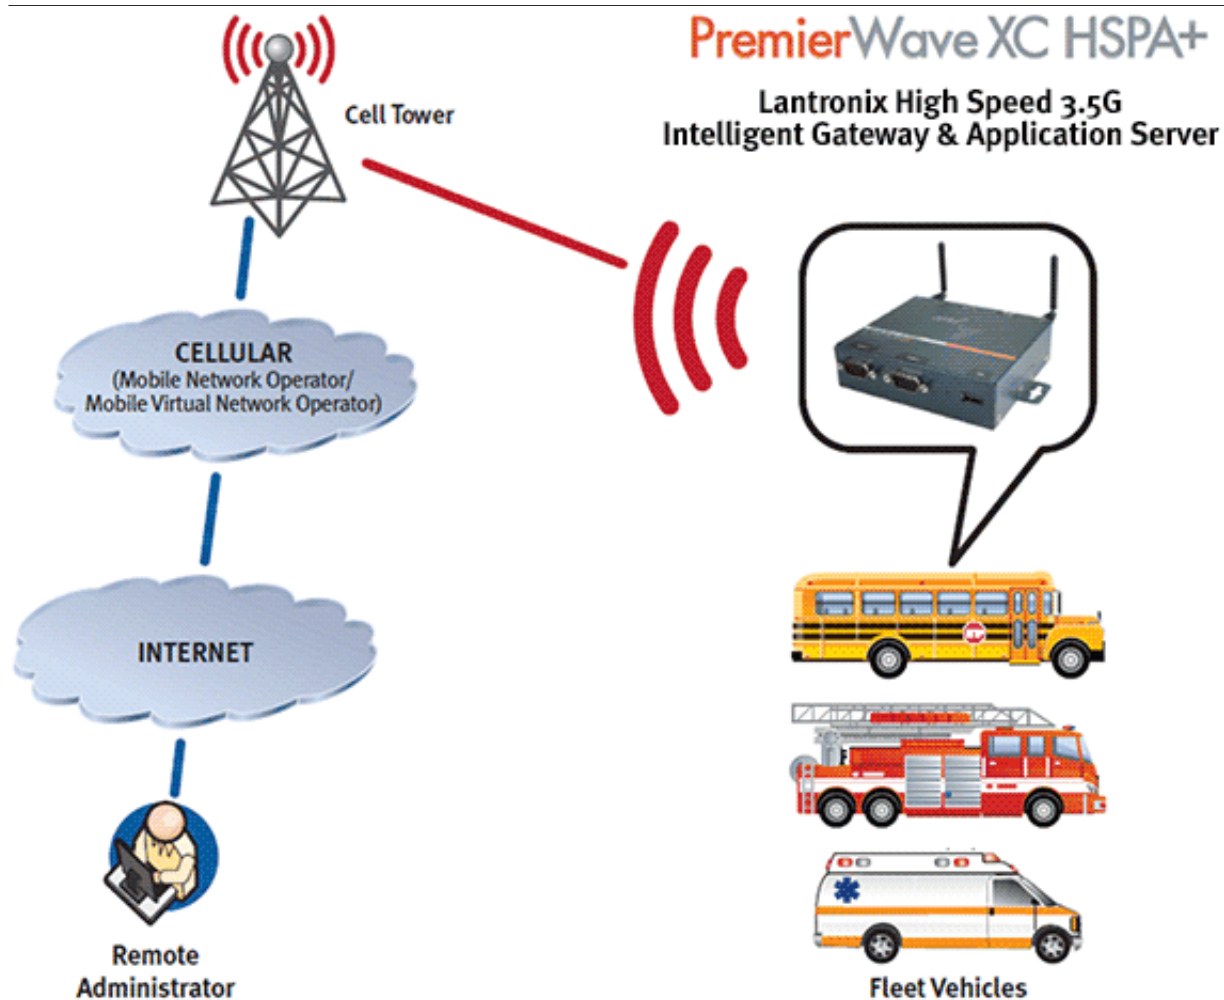 PremierWave XC HSPA+
Lantronix High Speed 3.5G
Intelligent Gateway & Application Server
Cell Tower
CELLULAR
(Mobile Network Operator/
Mobile Virtual Network Operator)
INTERNET
Remote
Administrator
Fleet Vehicles